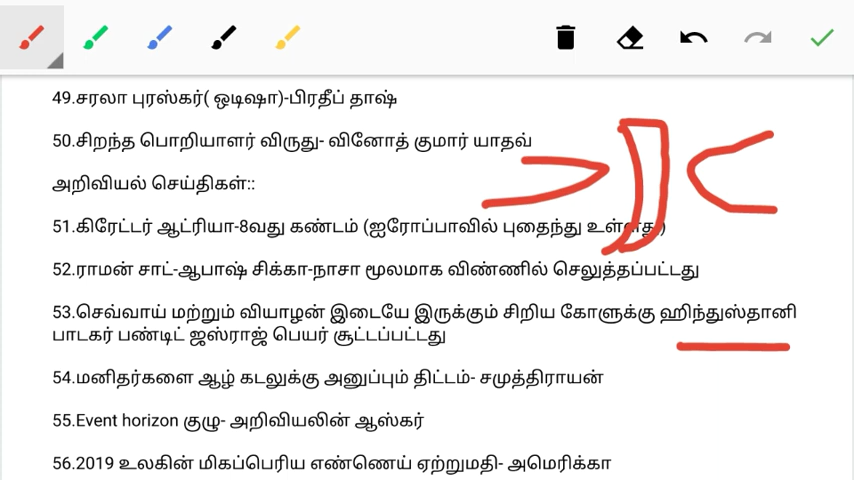 49.சரலா புரஸ்கர்( ஒடிஷா)-பிரதீப் தாஷ்
50.சிறந்த பொறியாளர் விருது- வினோத் குமார் யாதவ்
அறிவியல் செய்திகள்::
51.கிரேட்டர் ஆட்ரியா-8வது கண்டம் (ஐரோப்பாவில் புதைந்து உள்ளது)
52.ராமன் சாட்-ஆபாஷ் சிக்கா-நாசா மூலமாக விண்ணில் செலுத்தப்பட்டது
53.செவ்வாய் மற்றும் வியாழன் இடையே இருக்கும் சிறிய கோளுக்கு ஹிந்துஸ்தானி
பாடகர் பண்டிட் ஜஸ்ராஜ் பெயர் சூட்டப்பட்டது
54.மனிதர்களை ஆழ் கடலுக்கு அனுப்பும் திட்டம்- சமுத்திராயன்
55.Event horizon குழு- அறிவியலின் ஆஸ்கர்
56.2019 உலகின் மிகப்பெரிய எண்ணெய் ஏற்றுமதி- அமெரிக்கா